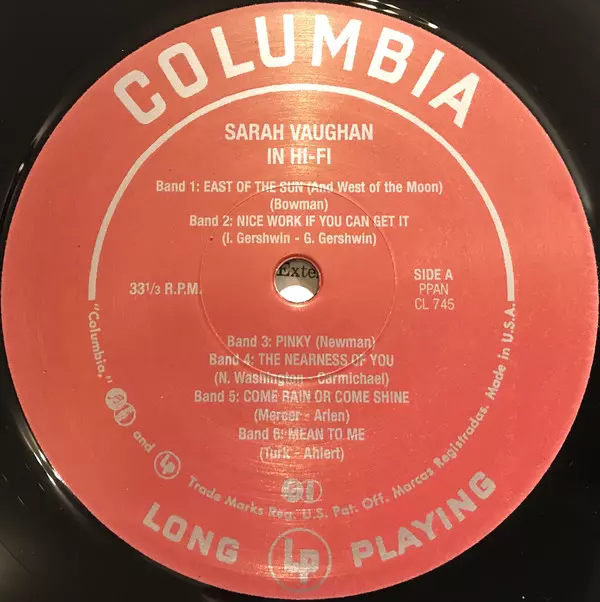 COLUMBIA
SARAH VAUGHAN
IN HI-FI
Band 1: EAST OF THE SUN (And West of the Moon)
(Bowman)
Band 2: NICE WORK IF YOU CAN GET IT
(I. Gershwin - G. Gershwin)
Exte
33 1/3 R.P.M.
SIDE A
PPAN
CL 745
Band 3: PINKY (Newman)
Band 4: THE NEARNESS OF YOU
(N. Washington - Carmichael)
Band 5: COME RAIN OR COME SHINE
(Mercer - Arlen)
Band 6: MEAN TO ME
(Turk - Ahlert)
"Columbia," and LP Trade Marks Reg. U.S. Pat. Off. Marcas Registradas. Made in U.S.A.
LONG LP PLAYING